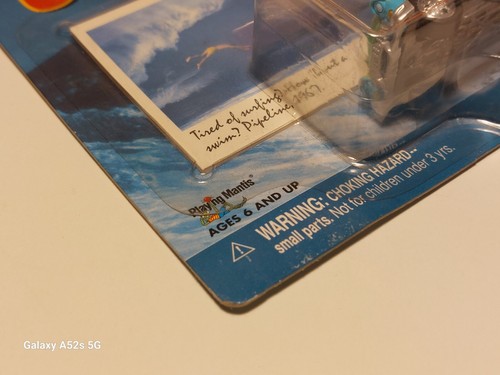 Tired of surfing? How 'bout a
swim? Pipeline, 1957.
Playing Mantis®
AGES 6 AND UP
WARNING: CHOKING HAZARD--
small parts. Not for children under 3 yrs.
Galaxy A52s 5G